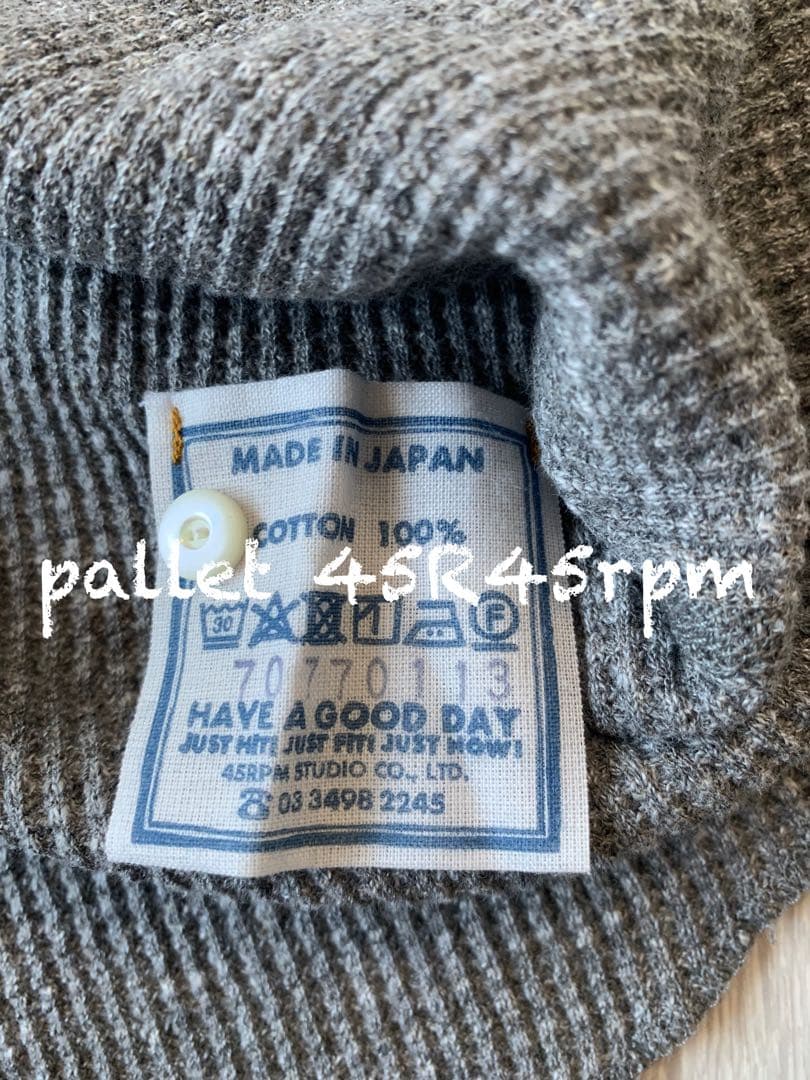 MADE IN JAPAN
COTTON 100%
pallet 45R45rpm
30 F
70770113
HAVE A GOOD DAY
JUST HIT! JUST FIT! JUST NOW!
45RPM STUDIO CO., LTD.
☎ 03 3498 2245